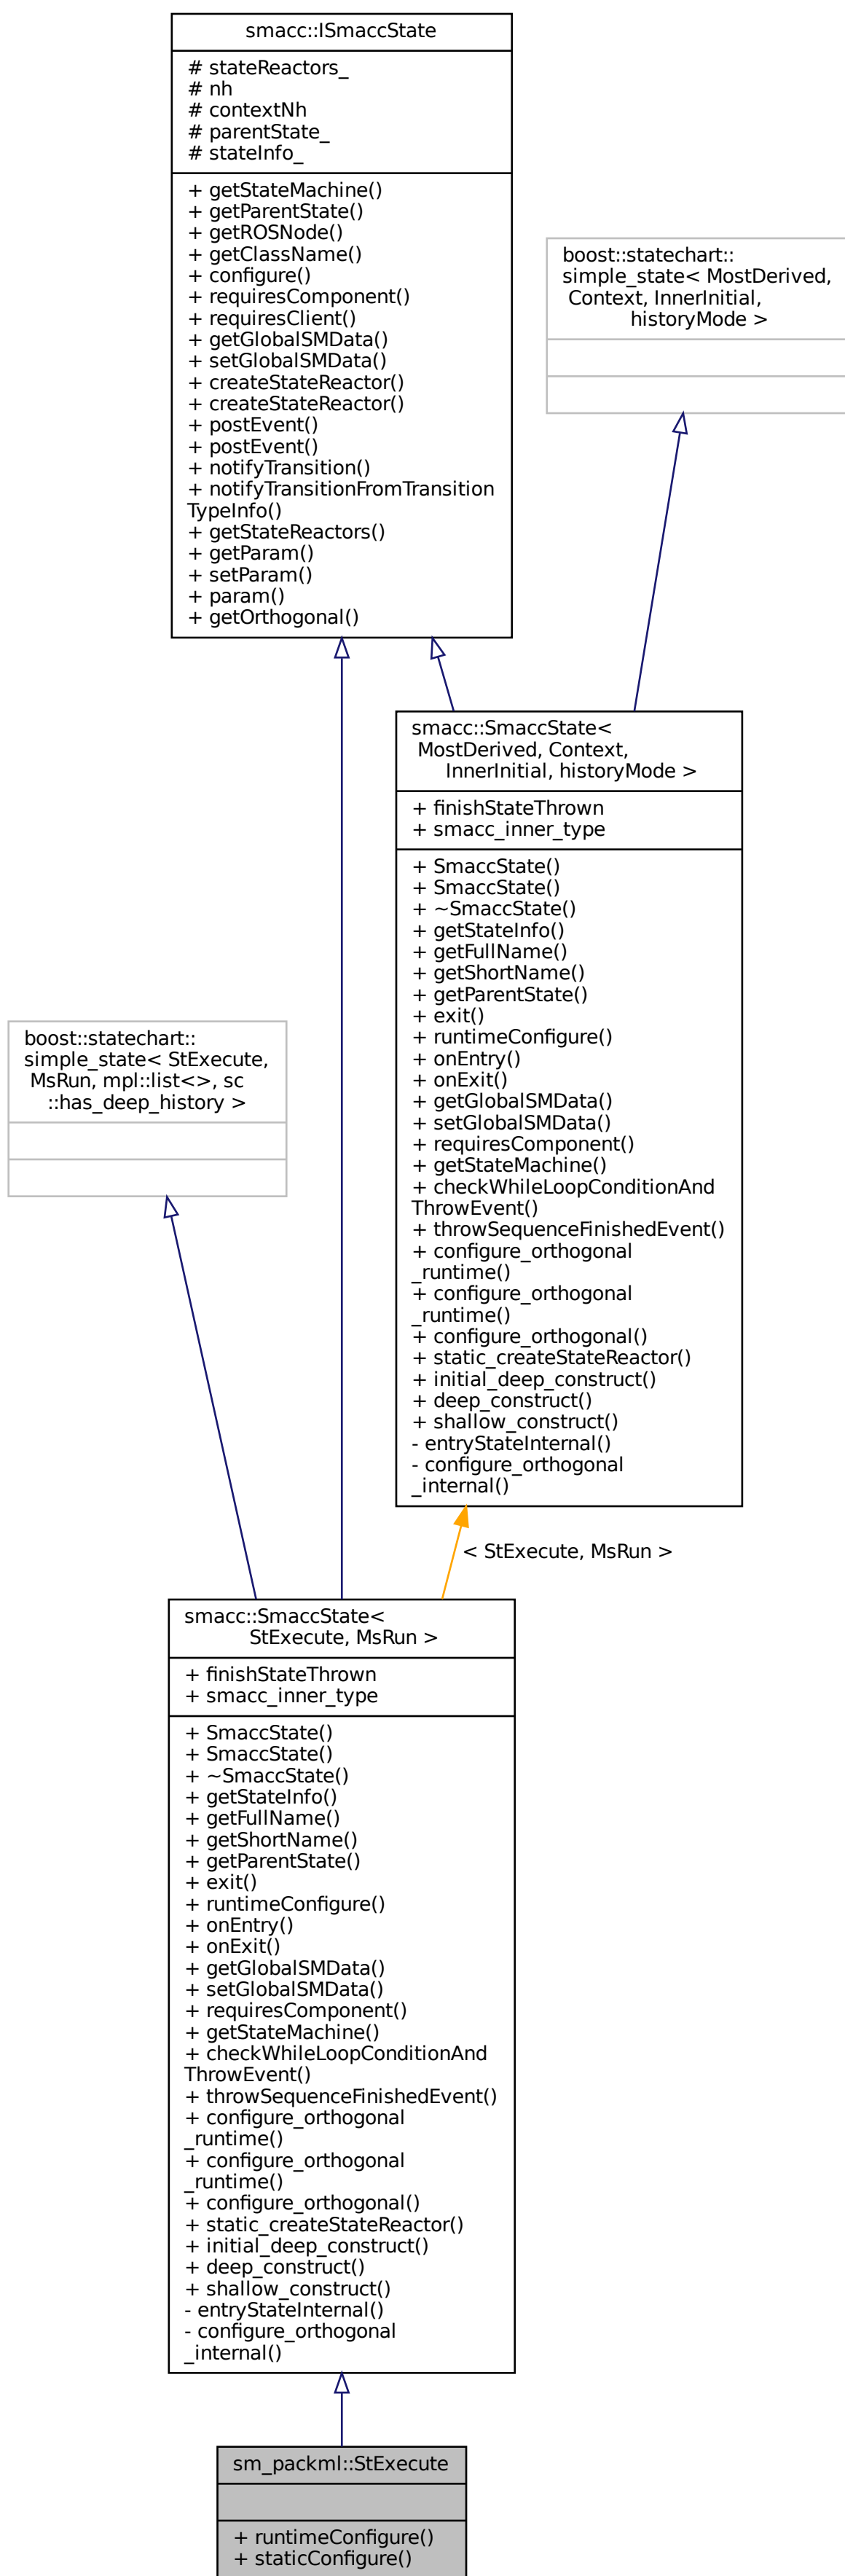 smacc::ISmaccState
# stateReactors_
# nh
# contextNh
# parentState_
# stateInfo_
+ getStateMachine()
+ getParentState()
+ getROSNode()
+ getClassName()
+ configure()
+ requiresComponent()
+ requiresClient()
+ getGlobalSMData()
+ setGlobalSMData()
+ createStateReactor()
+ createStateReactor()
+ postEvent()
+ postEvent()
+ notifyTransition()
+ notifyTransitionFromTransition
TypeInfo()
+ getStateReactors()
+ getParam()
+ setParam()
+ param()
+ getOrthogonal()
boost::statechart::
simple_state< MostDerived,
Context, InnerInitial,
historyMode >
smacc::SmaccState<
MostDerived, Context,
InnerInitial, historyMode >
+ finishStateThrown
+ smacc_inner_type
+ SmaccState()
+ SmaccState()
+ ~SmaccState()
+ getStateInfo()
+ getFullName()
+ getShortName()
+ getParentState()
+ exit()
+ runtimeConfigure()
+ onEntry()
+ onExit()
+ getGlobalSMData()
+ setGlobalSMData()
+ requiresComponent()
+ getStateMachine()
+ checkWhileLoopConditionAnd
ThrowEvent()
+ throwSequenceFinishedEvent()
+ configure_orthogonal
_runtime()
+ configure_orthogonal
_runtime()
+ configure_orthogonal()
+ static_createStateReactor()
+ initial_deep_construct()
+ deep_construct()
+ shallow_construct()
- entryStateInternal()
- configure_orthogonal
_internal()
boost::statechart::
simple_state< StExecute,
MsRun, mpl::list<>, sc
::has_deep_history >
< StExecute, MsRun >
smacc::SmaccState<
StExecute, MsRun >
+ finishStateThrown
+ smacc_inner_type
+ SmaccState()
+ SmaccState()
+ ~SmaccState()
+ getStateInfo()
+ getFullName()
+ getShortName()
+ getParentState()
+ exit()
+ runtimeConfigure()
+ onEntry()
+ onExit()
+ getGlobalSMData()
+ setGlobalSMData()
+ requiresComponent()
+ getStateMachine()
+ checkWhileLoopConditionAnd
ThrowEvent()
+ throwSequenceFinishedEvent()
+ configure_orthogonal
_runtime()
+ configure_orthogonal
_runtime()
+ configure_orthogonal()
+ static_createStateReactor()
+ initial_deep_construct()
+ deep_construct()
+ shallow_construct()
- entryStateInternal()
- configure_orthogonal
_internal()
sm_packml::StExecute
+ runtimeConfigure()
+ staticConfigure()